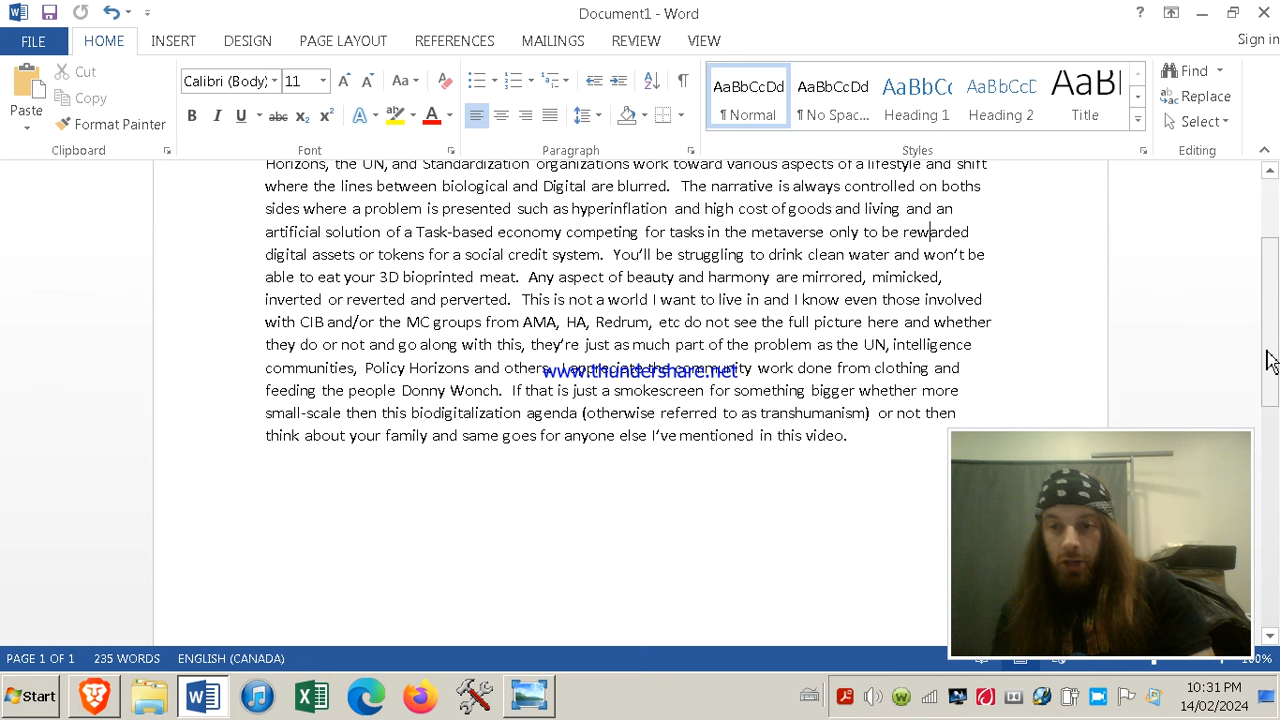 Document1 - Word
FILE HOME INSERT DESIGN PAGE LAYOUT REFERENCES MAILINGS REVIEW VIEW Sign in
Paste Cut Copy Format Painter
Calibri (Body) 11
AaBbCcDd AaBbCcDd AaBbCc AaBbCcD AaBl
¶ Normal ¶ No Spac... Heading 1 Heading 2 Title
Find Replace Select
Clipboard Font Paragraph Styles Editing
Horizons, the UN, and Standardization organizations work toward various aspects of a lifestyle and shift
where the lines between biological and Digital are blurred. The narrative is always controlled on boths
sides where a problem is presented such as hyperinflation and high cost of goods and living and an
artificial solution of a Task-based economy competing for tasks in the metaverse only to be rewarded
digital assets or tokens for a social credit system. You'll be struggling to drink clean water and won't be
able to eat your 3D bioprinted meat. Any aspect of beauty and harmony are mirrored, mimicked,
inverted or reverted and perverted. This is not a world I want to live in and I know even those involved
with CIB and/or the MC groups from AMA, HA, Redrum, etc do not see the full picture here and whether
they do or not and go along with this, they're just as much part of the problem as the UN, intelligence
communities, Policy Horizons and others. I appreciate the community work done from clothing and
www.thundershare.net
feeding the people Donny Wonch. If that is just a smokescreen for something bigger whether more
small-scale then this biodigitalization agenda (otherwise referred to as transhumanism) or not then
think about your family and same goes for anyone else I've mentioned in this video.
PAGE 1 OF 1 235 WORDS ENGLISH (CANADA) 100%
Start 10:31 PM
14/02/2024